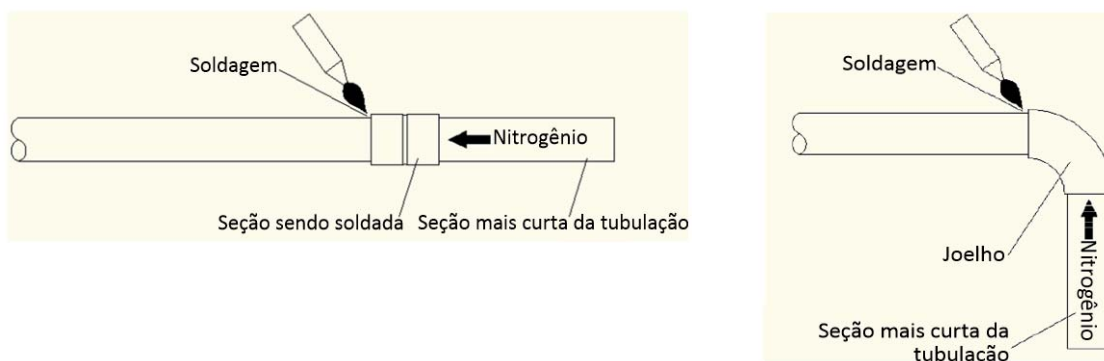 Soldagem
Nitrogênio
Seção sendo soldada
Seção mais curta da tubulação
Soldagem
Joelho
Nitrogênio
Seção mais curta da
tubulação